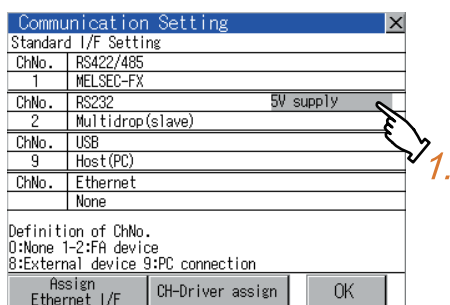 Communication Setting
Standard I/F Setting
ChNo. RS422/485
1 MELSEC-FX
ChNo. RS232 5V supply
2 Multidrop(slave)
ChNo. USB
9 Host(PC)
ChNo. Ethernet
None
Definition of ChNo.
0:None 1-2:FA device
8:External device 9:PC connection
Assign
Ethernet I/F
CH-Driver assign
OK
1.